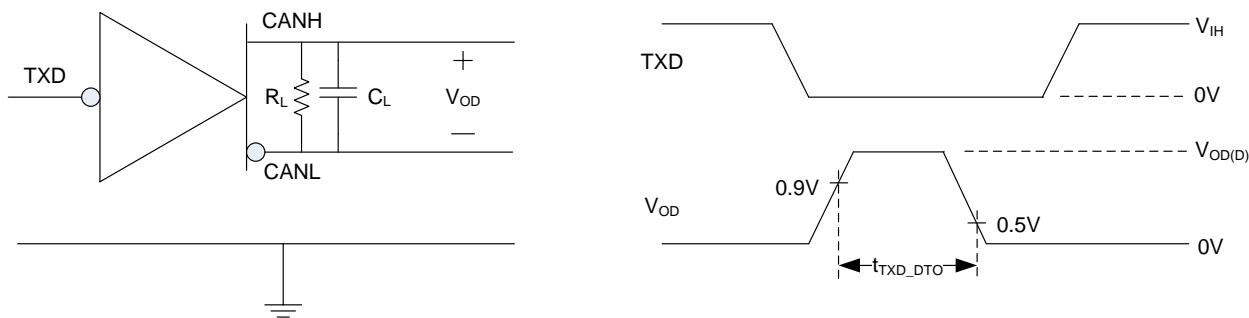 CANH
TXD
R_L
C_L
+
V_OD
—
CANL
V_IH
TXD
0V
V_OD(D)
0.9V
V_OD
0.5V
0V
t_TXD_DTO